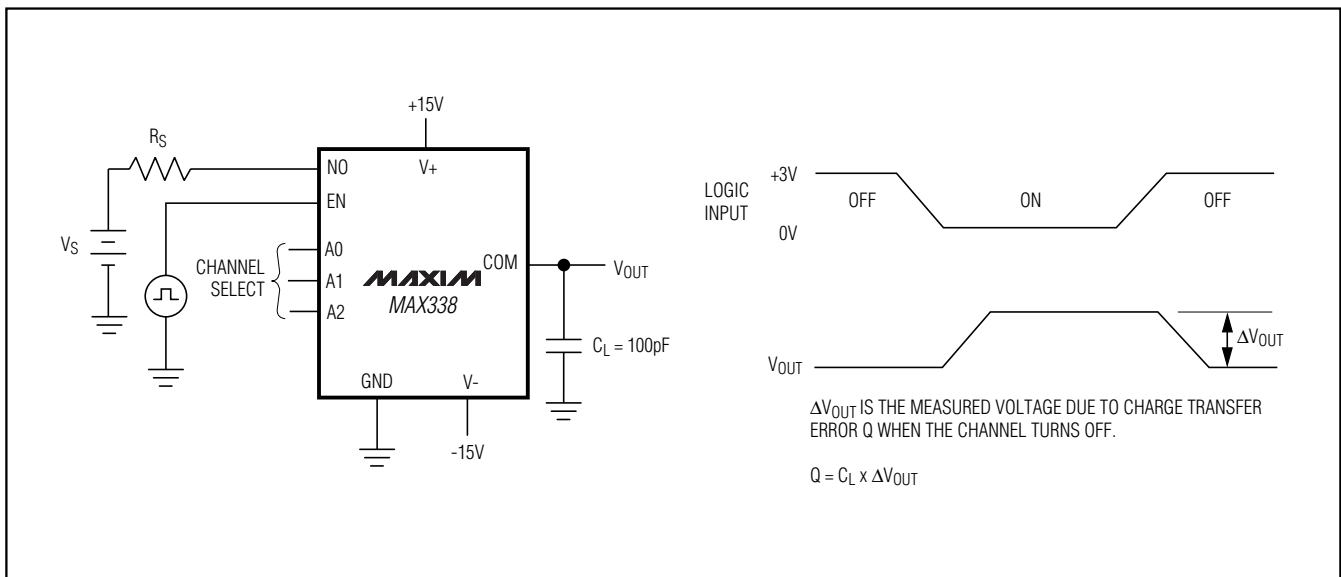 +15V
R_S
NO
V+
EN
V_S
A0
CHANNEL
SELECT
A1
A2
MAXIM
MAX338
COM
V_OUT
C_L = 100pF
GND
V-
-15V
LOGIC
INPUT
+3V
0V
OFF
ON
OFF
V_OUT
ΔV_OUT
ΔV_OUT IS THE MEASURED VOLTAGE DUE TO CHARGE TRANSFER
ERROR Q WHEN THE CHANNEL TURNS OFF.
Q = C_L x ΔV_OUT